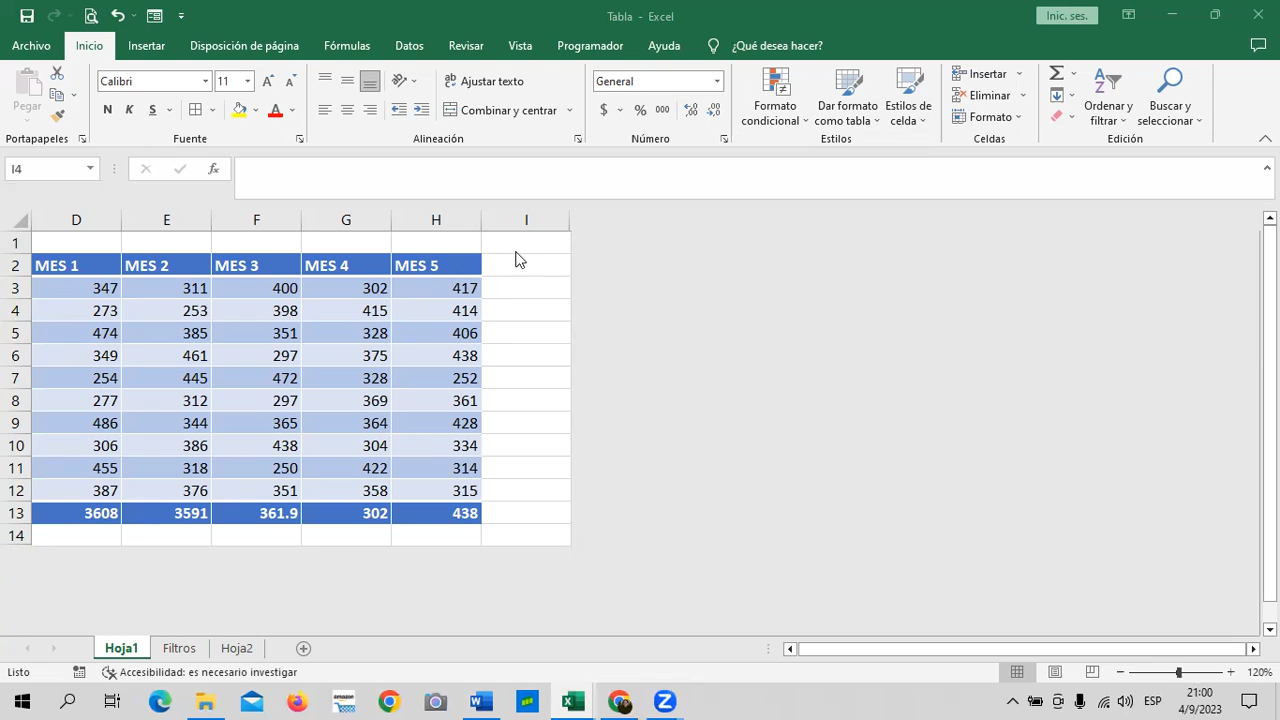 Tabla - Excel
Inic. ses.
Archivo Inicio Insertar Disposición de página Fórmulas Datos Revisar Vista Programador Ayuda ¿Qué desea hacer?
Pegar
Calibri 11
N K S
Ajustar texto
Combinar y centrar
General
$ % 000
Formato condicional
Dar formato como tabla
Estilos de celda
Insertar
Eliminar
Formato
Ordenar y filtrar
Buscar y seleccionar
Portapapeles Fuente Alineación Número Estilos Celdas Edición
I4 fx
D E F G H I
1
2 MES 1 MES 2 MES 3 MES 4 MES 5
3 347 311 400 302 417
4 273 253 398 415 414
5 474 385 351 328 406
6 349 461 297 375 438
7 254 445 472 328 252
8 277 312 297 369 361
9 486 344 365 364 428
10 306 386 438 304 334
11 455 318 250 422 314
12 387 376 351 358 315
13 3608 3591 361.9 302 438
14
Hoja1 Filtros Hoja2
Listo Accesibilidad: es necesario investigar 120%
ESP 21:00
4/9/2023